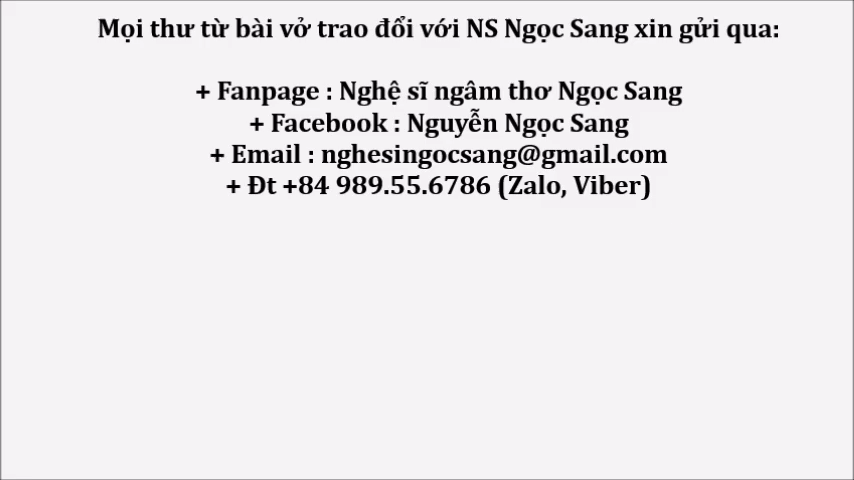 Mọi thư từ bài vở trao đổi với NS Ngọc Sang xin gửi qua:
+ Fanpage : Nghệ sĩ ngâm thơ Ngọc Sang
+ Facebook : Nguyễn Ngọc Sang
+ Email : nghesingocsang@gmail.com
+ Đt +84 989.55.6786 (Zalo, Viber)